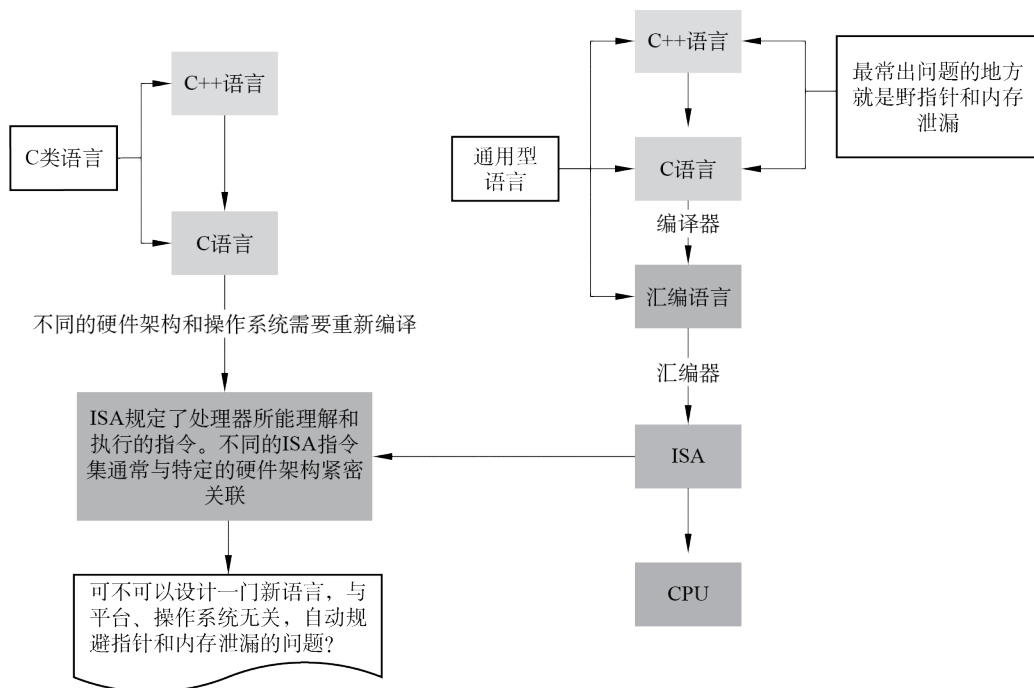 C++语言
C类语言
C语言
不同的硬件架构和操作系统需要重新编译
ISA规定了处理器所能理解和
执行的指令。不同的ISA指令
集通常与特定的硬件架构紧密
关联
可不可以设计一门新语言，与
平台、操作系统无关，自动规
避指针和内存泄漏的问题？
C++语言
最常出问题的地方
就是野指针和内存
泄漏
通用型
语言
C语言
编译器
汇编语言
汇编器
ISA
CPU